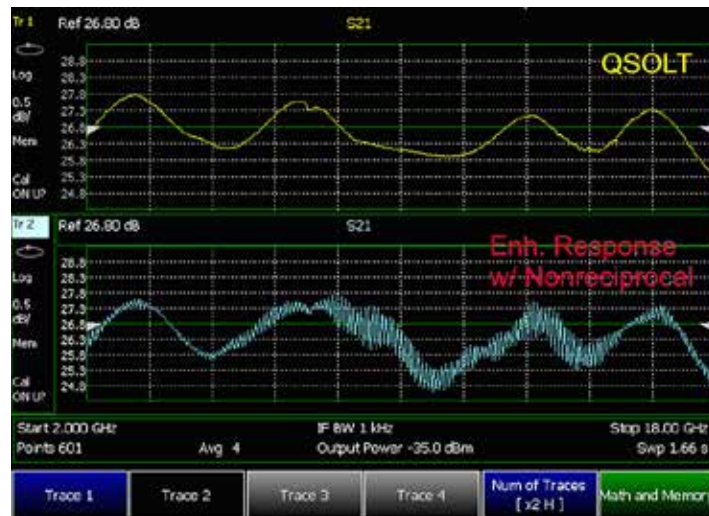 Tr 1 Ref 26.80 dB S21
QSOLT
Log
0.5
dB/
Mem
Cal
ON UP
28.8
28.3
27.8
27.3
26.8
26.3
25.8
25.3
24.8
Tr 2 Ref 26.80 dB S21
Enh. Response
w/ Nonreciprocal
Log
0.5
dB/
Mem
Cal
ON UP
28.8
28.3
27.8
27.3
26.8
26.3
25.8
25.3
24.8
Start 2.000 GHz IF BW 1 kHz Stop 18.00 GHz
Points 601 Avg 4 Output Power -35.0 dBm Swp 1.66 s
Trace 1 Trace 2 Trace 3 Trace 4 Num of Traces [ x2 H ] Math and Memor